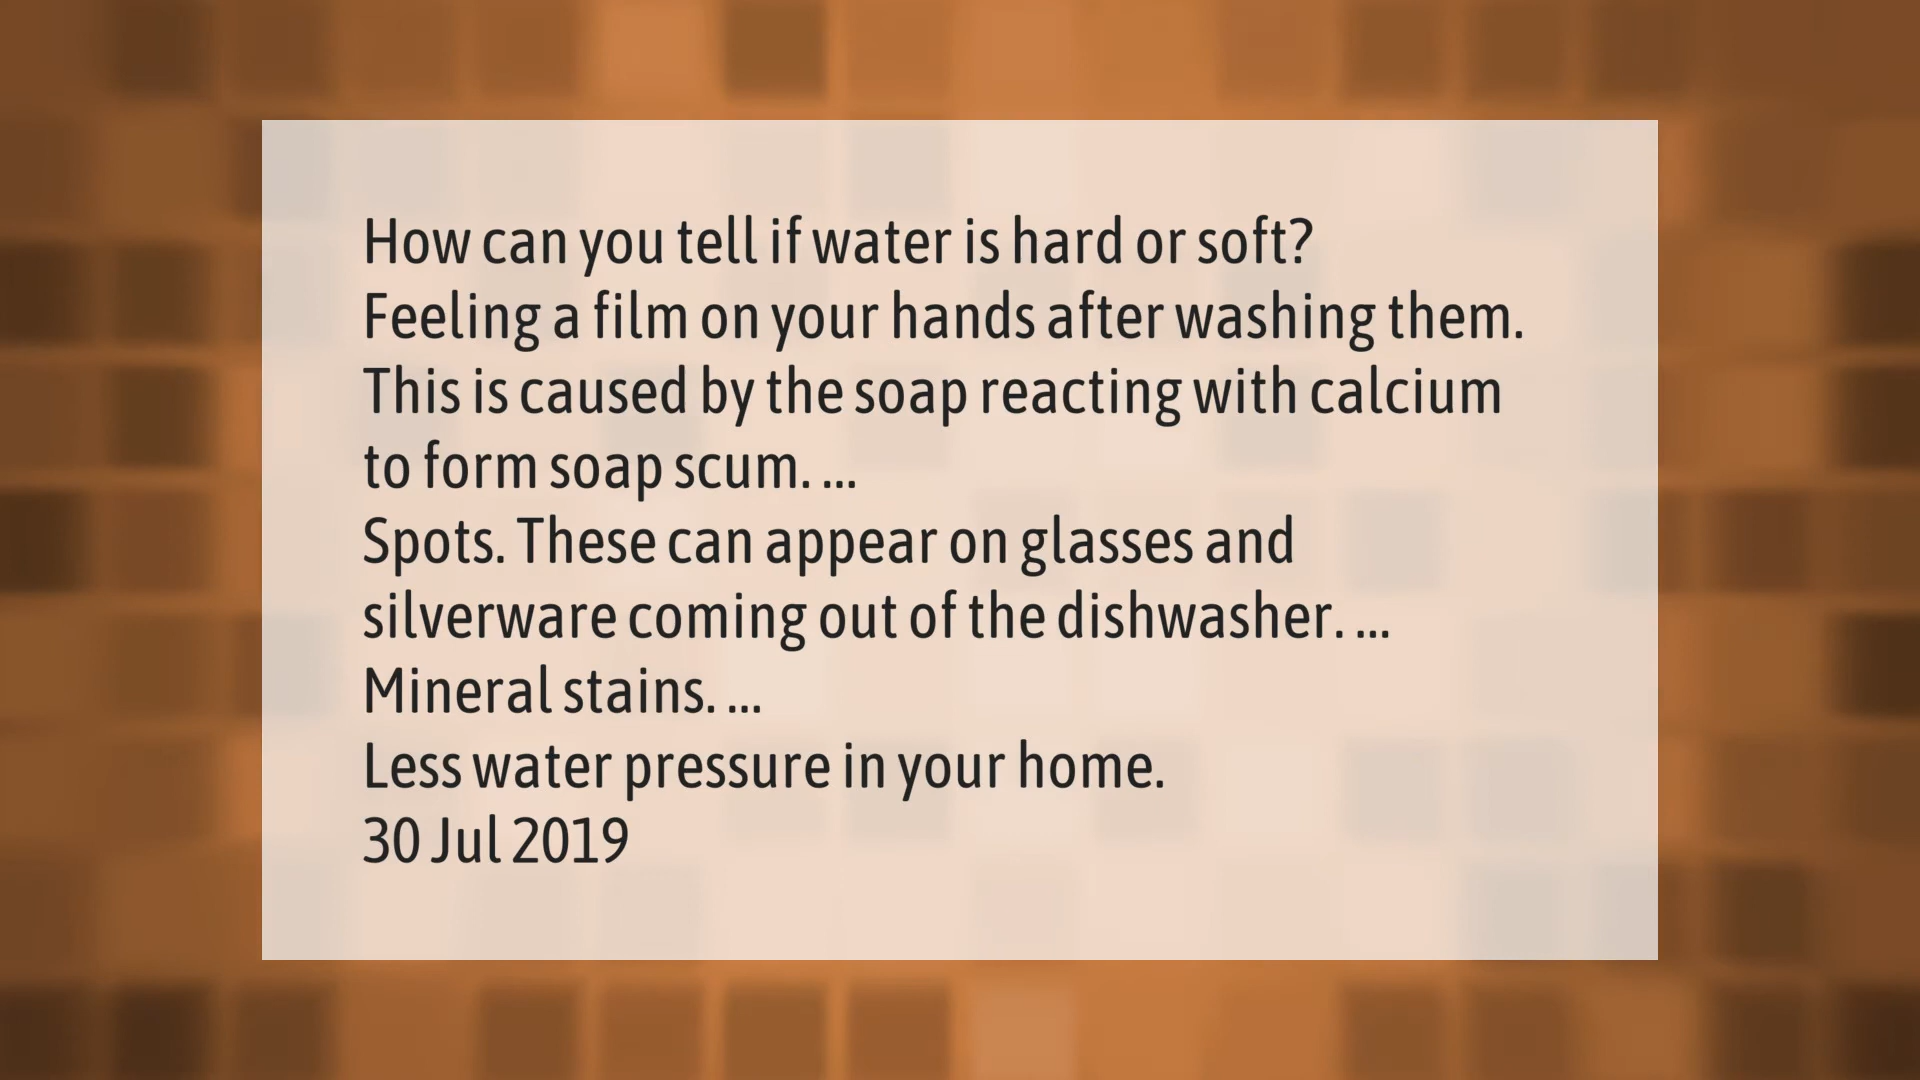 How can you tell if water is hard or soft?
Feeling a film on your hands after washing them.
This is caused by the soap reacting with calcium
to form soap scum. ...
Spots. These can appear on glasses and
silverware coming out of the dishwasher. ...
Mineral stains. ...
Less water pressure in your home.
30 Jul 2019